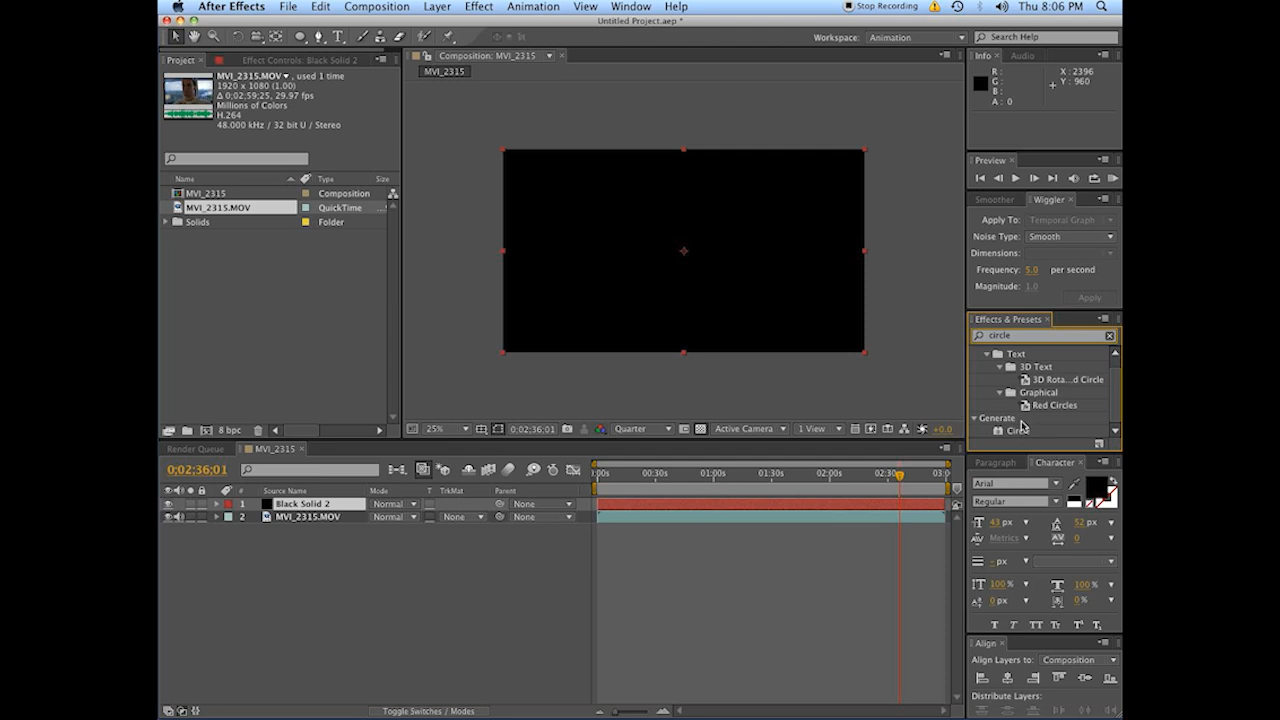 After Effects File Edit Composition Layer Effect Animation View Window Help Stop Recording Thu 8:06 PM
Untitled Project.aep *
Workspace: Animation Search Help
Project × Effect Controls: Black Solid 2
MVI_2315.MOV ▼ , used 1 time
1920 x 1080 (1.00)
Δ 0;02;59;25, 29.97 fps
Millions of Colors
H.264
48.000 kHz / 32 bit U / Stereo
Name Type Size
MVI_2315 Composition
MVI_2315.MOV QuickTime ...
Solids Folder
8 bpc
Composition: MVI_2315
MVI_2315
25% 0;02;36;01 Quarter Active Camera 1 View +0.0
Info × Audio
R : X : 2396
G : Y : 960
B :
A : 0
Preview ×
Smoother Wiggler ×
Apply To: Temporal Graph
Noise Type: Smooth
Dimensions:
Frequency: 5.0 per second
Magnitude: 1.0
Apply
Effects & Presets ×
circle
Text
3D Text
3D Rota...d Circle
Graphical
Red Circles
Generate
Circle
Paragraph Character ×
Arial
Regular
43 px 52 px
Metrics 0
- px
100 % 100 %
0 px 0 %
T T TT Tт T¹ T₁
Align ×
Align Layers to: Composition
Distribute Layers:
Render Queue MVI_2315 ×
0;02;36;01
:00s 00:30s 01:00s 01:30s 02:00s 02:30s 03:0
# Source Name Mode T TrkMat Parent
1 Black Solid 2 Normal None
2 MVI_2315.MOV Normal None None
Toggle Switches / Modes